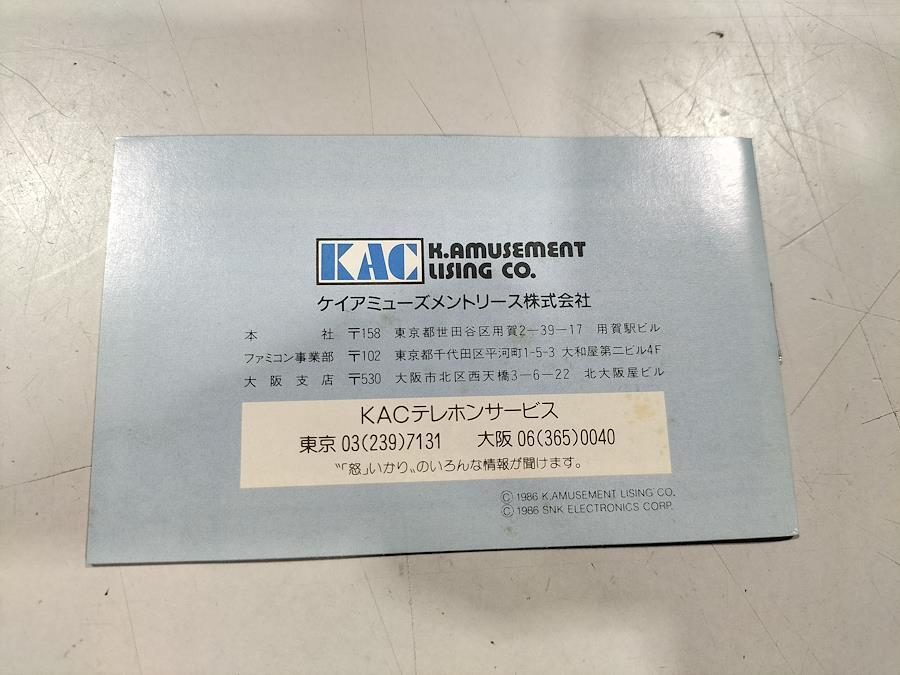 KAC K.AMUSEMENT
LISING CO.
ケイアミューズメントリース株式会社
本社 〒158 東京都世田谷区用賀2-39-17 用賀駅ビル
ファミコン事業部 〒102 東京都千代田区平河町1-5-3 大和屋第二ビル4F
大阪支店 〒530 大阪市北区西天橋3-6-22 北大阪屋ビル
KACテレホンサービス
東京 03(239)7131 大阪 06(365)0040
〝「怒」いかり〟のいろんな情報が聞けます。
Ⓒ 1986 K.AMUSEMENT LISING CO.
Ⓒ 1986 SNK ELECTRONICS CORP.